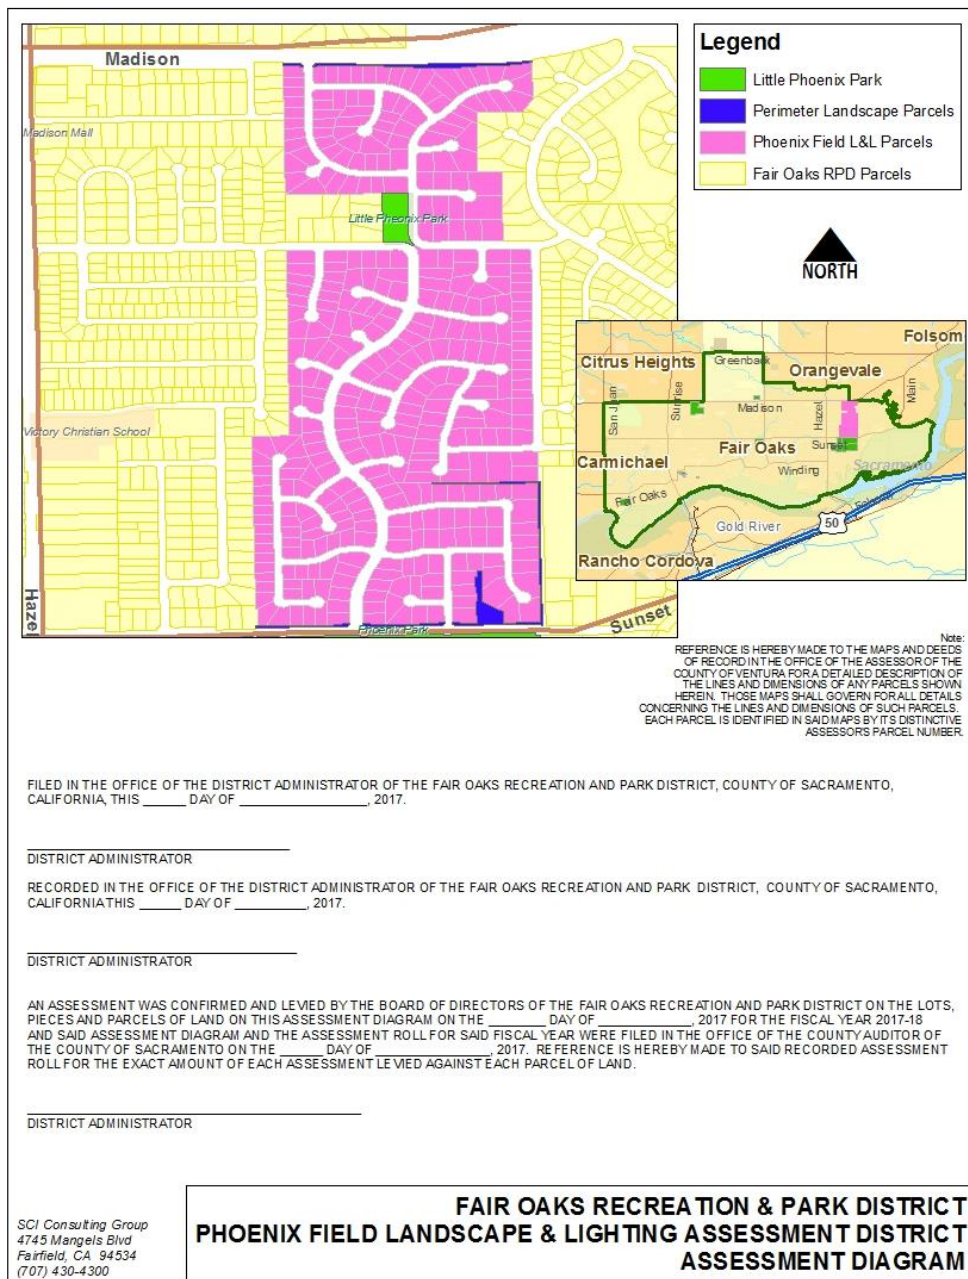 Legend
Little Phoenix Park
Perimeter Landscape Parcels
Phoenix Field L&L Parcels
Fair Oaks RPD Parcels
NORTH
Madison
Madison Mall
Little Pheonix Park
Victory Christian School
Hazel
Phoenix Park
Sunset
Folsom
Citrus Heights
Greenback
Orangevale
San Juan
Sunrise
Madison
Hazel
Main
Fair Oaks
Sunset
Carmichael
Winding
Sacramento
Fair Oaks
Gold River
50
Folsom
Rancho Cordova
Note:
REFERENCE IS HEREBY MADE TO THE MAPS AND DEEDS
OF RECORD IN THE OFFICE OF THE ASSESSOR OF THE
COUNTY OF VENTURA FOR A DETAILED DESCRIPTION OF
THE LINES AND DIMENSIONS OF ANY PARCELS SHOWN
HEREIN. THOSE MAPS SHALL GOVERN FOR ALL DETAILS
CONCERNING THE LINES AND DIMENSIONS OF SUCH PARCELS.
EACH PARCEL IS IDENTIFIED IN SAID MAPS BY ITS DISTINCTIVE
ASSESSOR'S PARCEL NUMBER.
FILED IN THE OFFICE OF THE DISTRICT ADMINISTRATOR OF THE FAIR OAKS RECREATION AND PARK DISTRICT, COUNTY OF SACRAMENTO,
CALIFORNIA, THIS ______ DAY OF __________________, 2017.
DISTRICT ADMINISTRATOR
RECORDED IN THE OFFICE OF THE DISTRICT ADMINISTRATOR OF THE FAIR OAKS RECREATION AND PARK DISTRICT, COUNTY OF SACRAMENTO,
CALIFORNIA THIS ______ DAY OF __________, 2017.
DISTRICT ADMINISTRATOR
AN ASSESSMENT WAS CONFIRMED AND LEVIED BY THE BOARD OF DIRECTORS OF THE FAIR OAKS RECREATION AND PARK DISTRICT ON THE LOTS,
PIECES AND PARCELS OF LAND ON THIS ASSESSMENT DIAGRAM ON THE ________ DAY OF _____________, 2017 FOR THE FISCAL YEAR 2017-18
AND SAID ASSESSMENT DIAGRAM AND THE ASSESSMENT ROLL FOR SAID FISCAL YEAR WERE FILED IN THE OFFICE OF THE COUNTY AUDITOR OF
THE COUNTY OF SACRAMENTO ON THE ______ DAY OF ________________, 2017. REFERENCE IS HEREBY MADE TO SAID RECORDED ASSESSMENT
ROLL FOR THE EXACT AMOUNT OF EACH ASSESSMENT LEVIED AGAINST EACH PARCEL OF LAND.
DISTRICT ADMINISTRATOR
SCI Consulting Group
4745 Mangels Blvd
Fairfield, CA 94534
(707) 430-4300
FAIR OAKS RECREATION & PARK DISTRICT
PHOENIX FIELD LANDSCAPE & LIGHTING ASSESSMENT DISTRICT
ASSESSMENT DIAGRAM